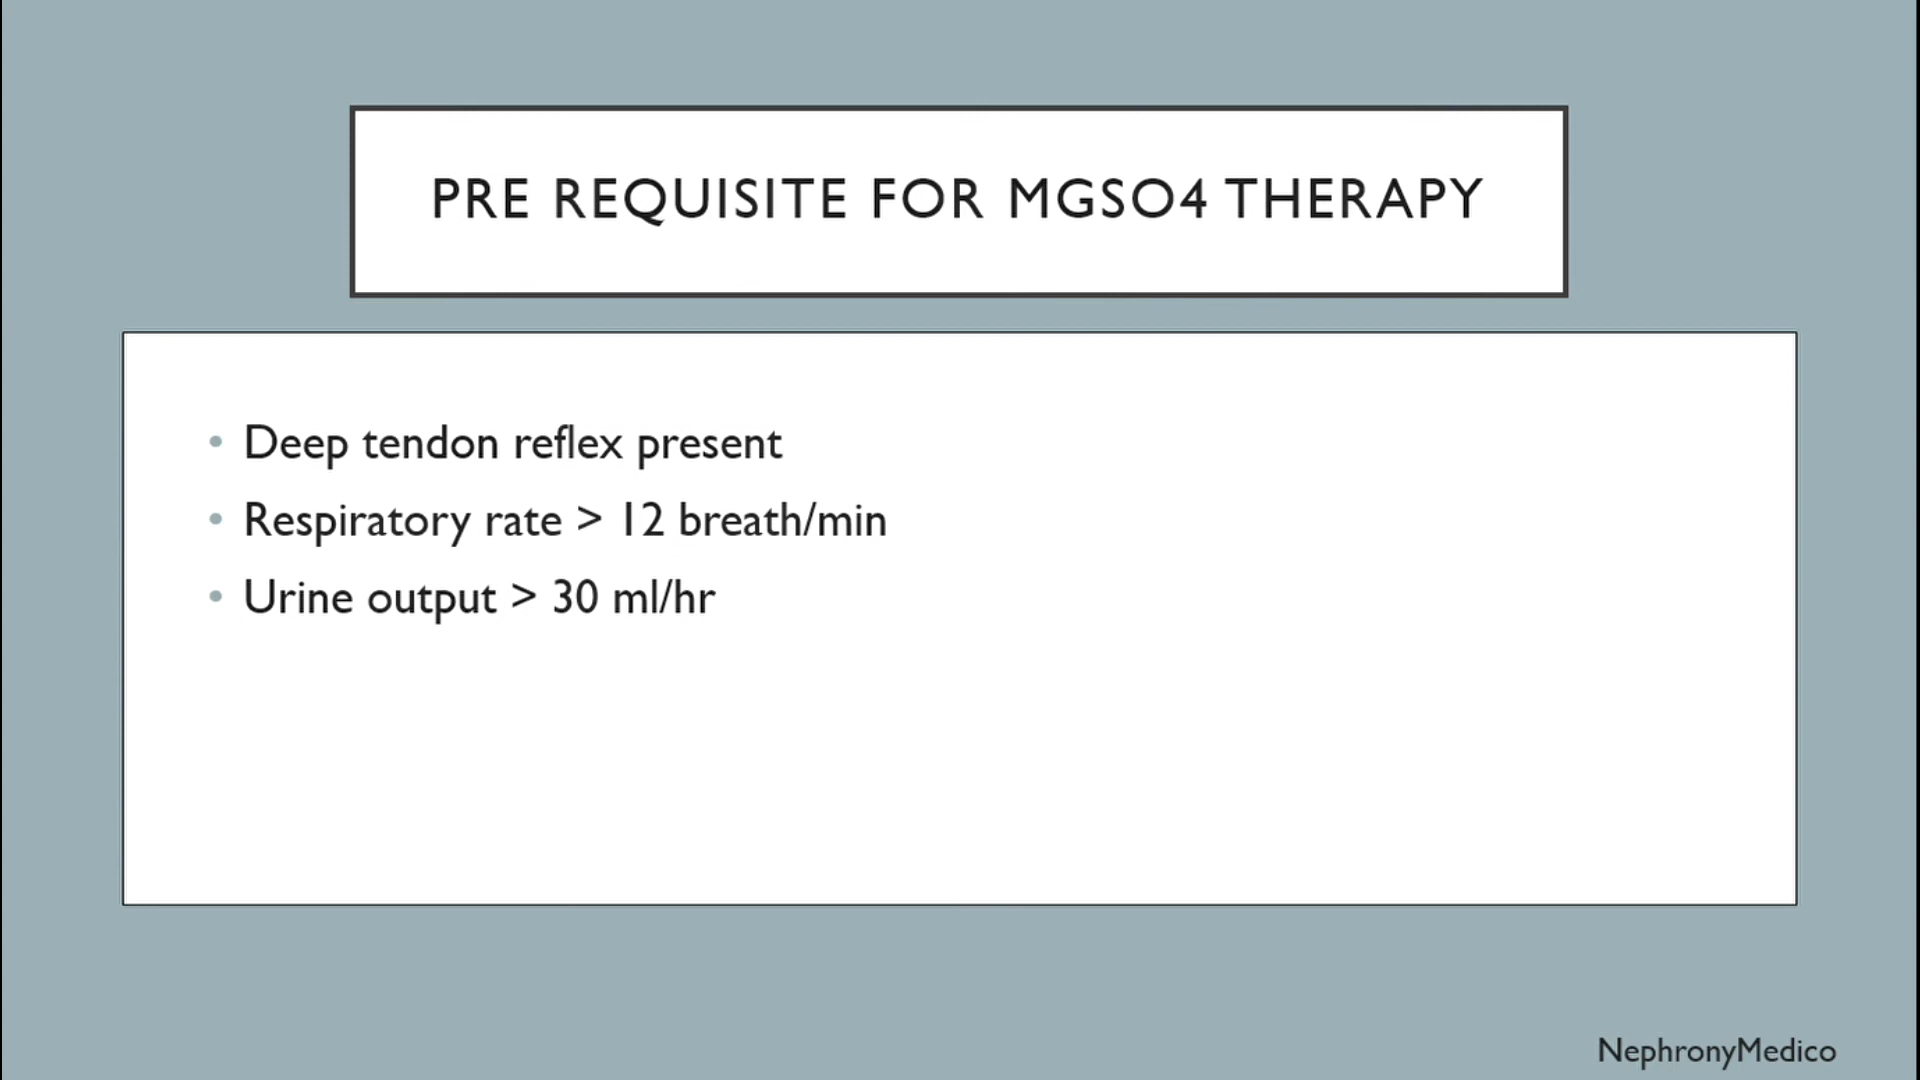 PRE REQUISITE FOR MGSO4 THERAPY
• Deep tendon reflex present
• Respiratory rate > 12 breath/min
• Urine output > 30 ml/hr
NephronyMedico